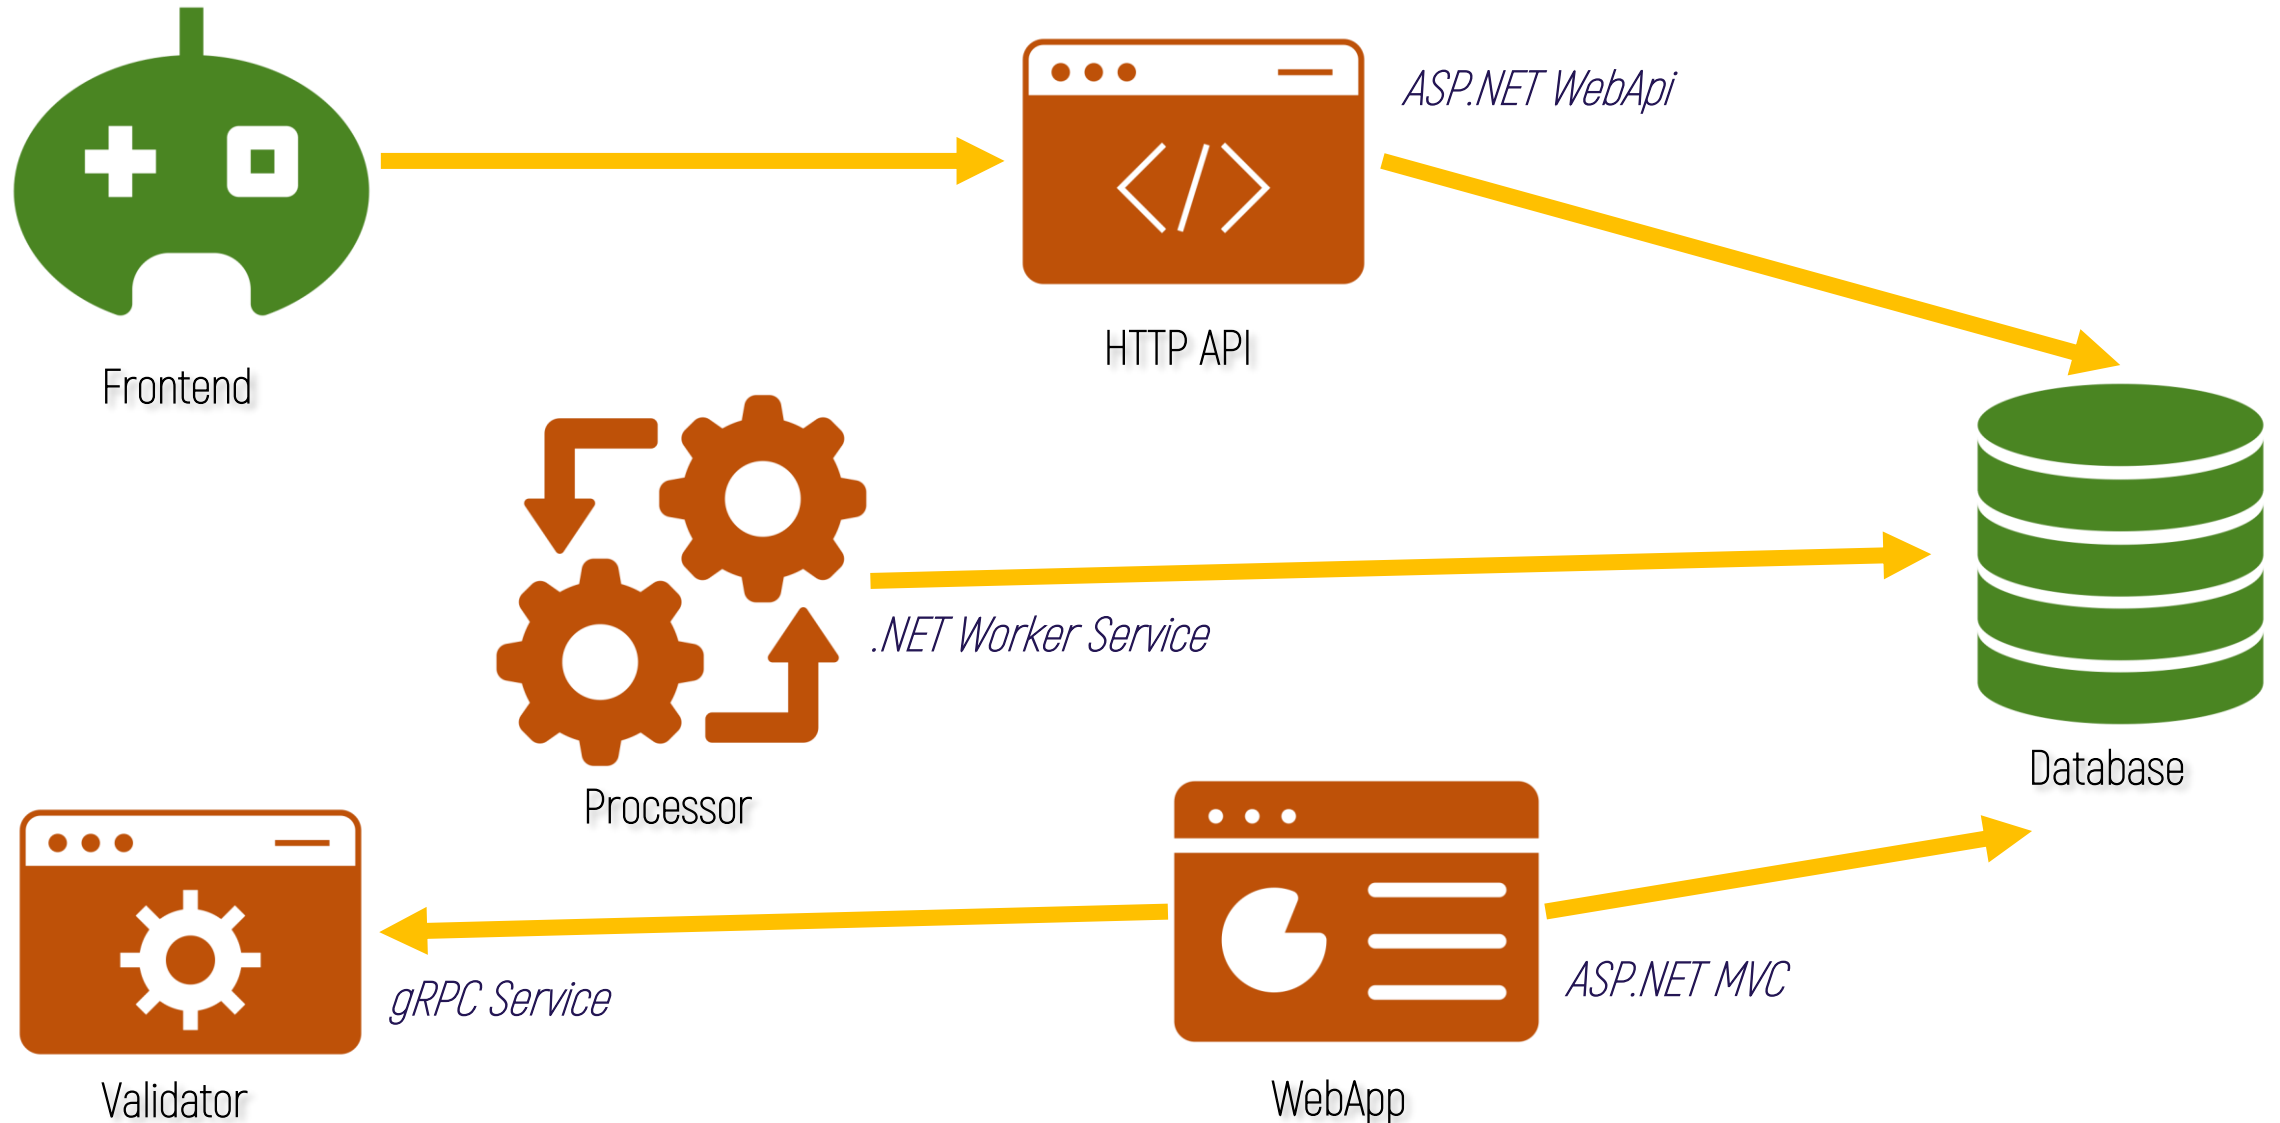 ASP.NET WebApi
HTTP API
Frontend
.NET Worker Service
Database
Processor
ASP.NET MVC
gRPC Service
Validator
WebApp